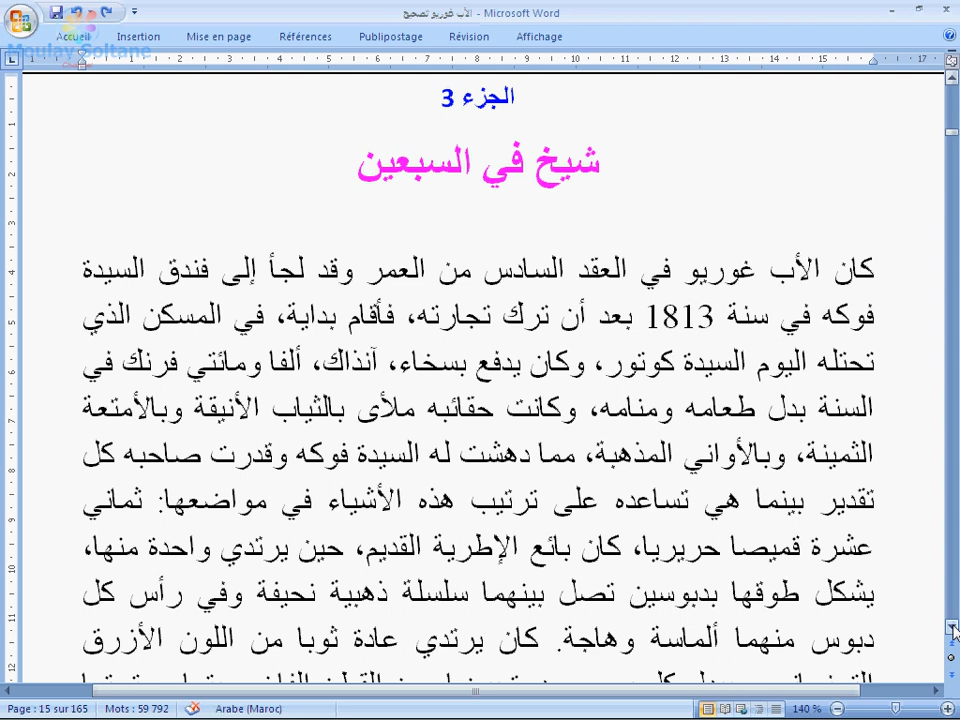 الأب غوريو تصحيح - Microsoft Word
Accueil Insertion Mise en page Références Publipostage Révision Affichage
Moulay Soltane
الجزء 3
شيخ في السبعين
كان الأب غوريو في العقد السادس من العمر وقد لجأ إلى فندق السيدة
فوكه في سنة 1813 بعد أن ترك تجارته، فأقام بداية، في المسكن الذي
تحتله اليوم السيدة كوتور، وكان يدفع بسخاء، آنذاك، ألفا ومائتي فرنك في
السنة بدل طعامه ومنامه، وكانت حقائبه ملأى بالثياب الأنيقة وبالأمتعة
الثمينة، وبالأواني المذهبة، مما دهشت له السيدة فوكه وقدرت صاحبه كل
تقدير بينما هي تساعده على ترتيب هذه الأشياء في مواضعها: ثماني
عشرة قميصا حريريا، كان بائع الإطرية القديم، حين يرتدي واحدة منها،
يشكل طوقها بدبوسين تصل بينهما سلسلة ذهبية نحيفة وفي رأس كل
دبوس منهما ألماسة وهاجة. كان يرتدي عادة ثوبا من اللون الأزرق
Page : 15 sur 165 Mots : 59 792 Arabe (Maroc) 140 %